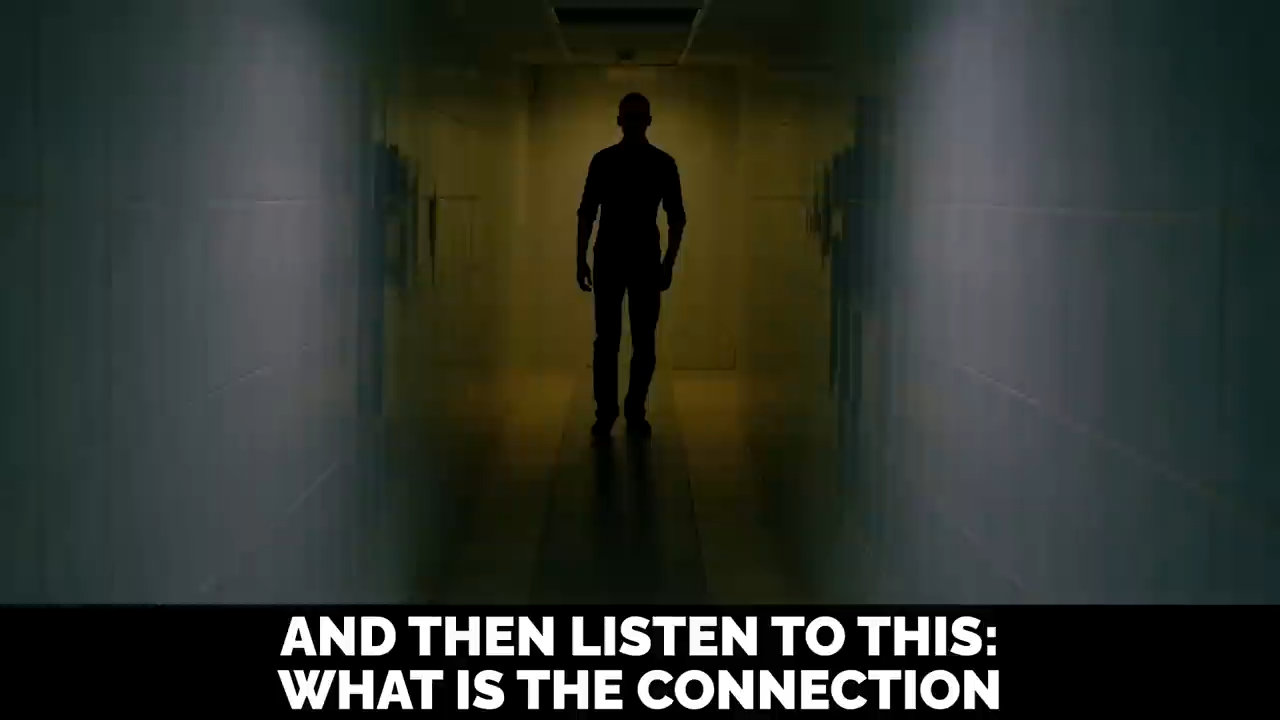 AND THEN LISTEN TO THIS:
WHAT IS THE CONNECTION